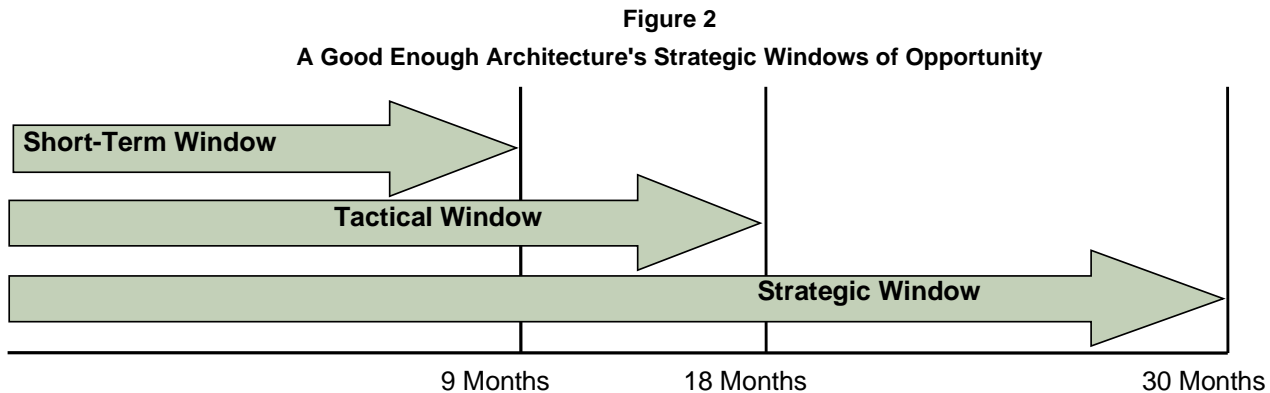 Figure 2
A Good Enough Architecture's Strategic Windows of Opportunity
Short-Term Window
Tactical Window
Strategic Window
9 Months
18 Months
30 Months